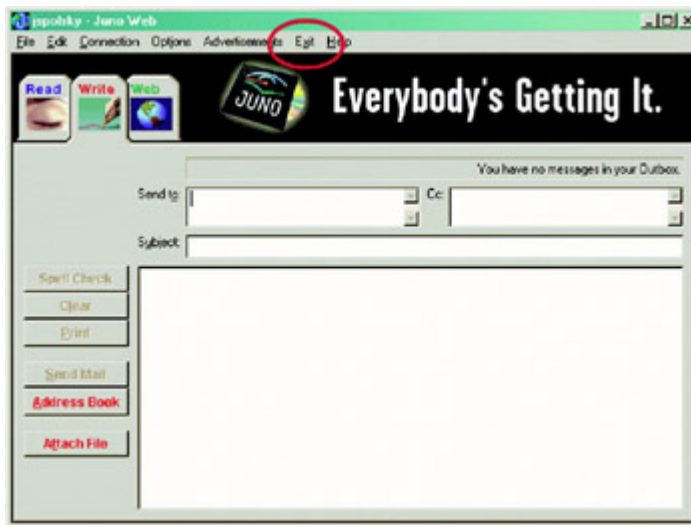 jspolsky - Juno Web
File Edit Connection Options Advertisements Exit Help
Read Write Web
JUNO Everybody's Getting It.
You have no messages in your Outbox.
Send to: Cc:
Subject:
Spell Check
Clear
Print
Send Mail
Address Book
Attach File